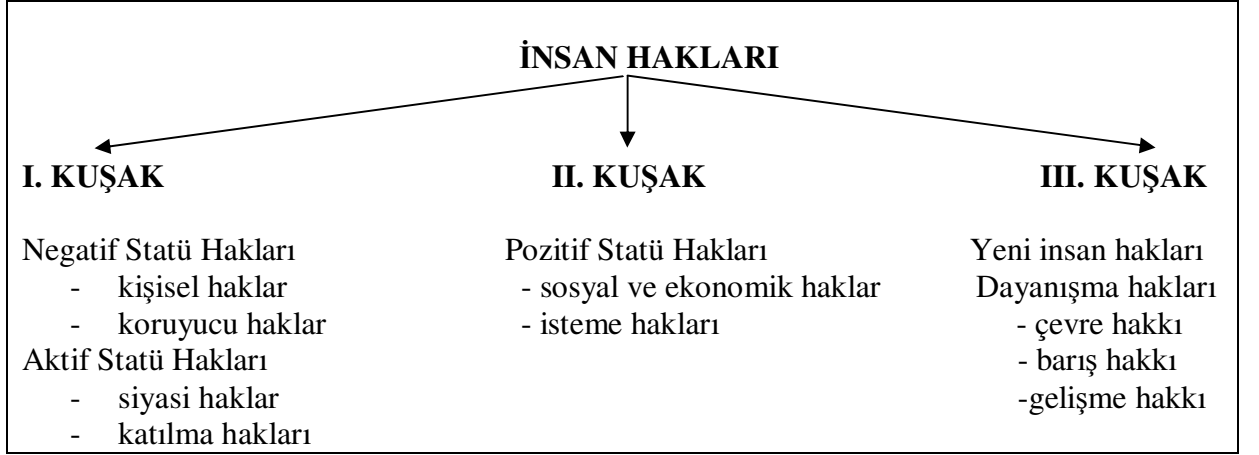 İNSAN HAKLARI
I. KUŞAK
Negatif Statü Hakları
- kişisel haklar
- koruyucu haklar
Aktif Statü Hakları
- siyasi haklar
- katılma hakları
II. KUŞAK
Pozitif Statü Hakları
- sosyal ve ekonomik haklar
- isteme hakları
III. KUŞAK
Yeni insan hakları
Dayanışma hakları
- çevre hakkı
- barış hakkı
-gelişme hakkı